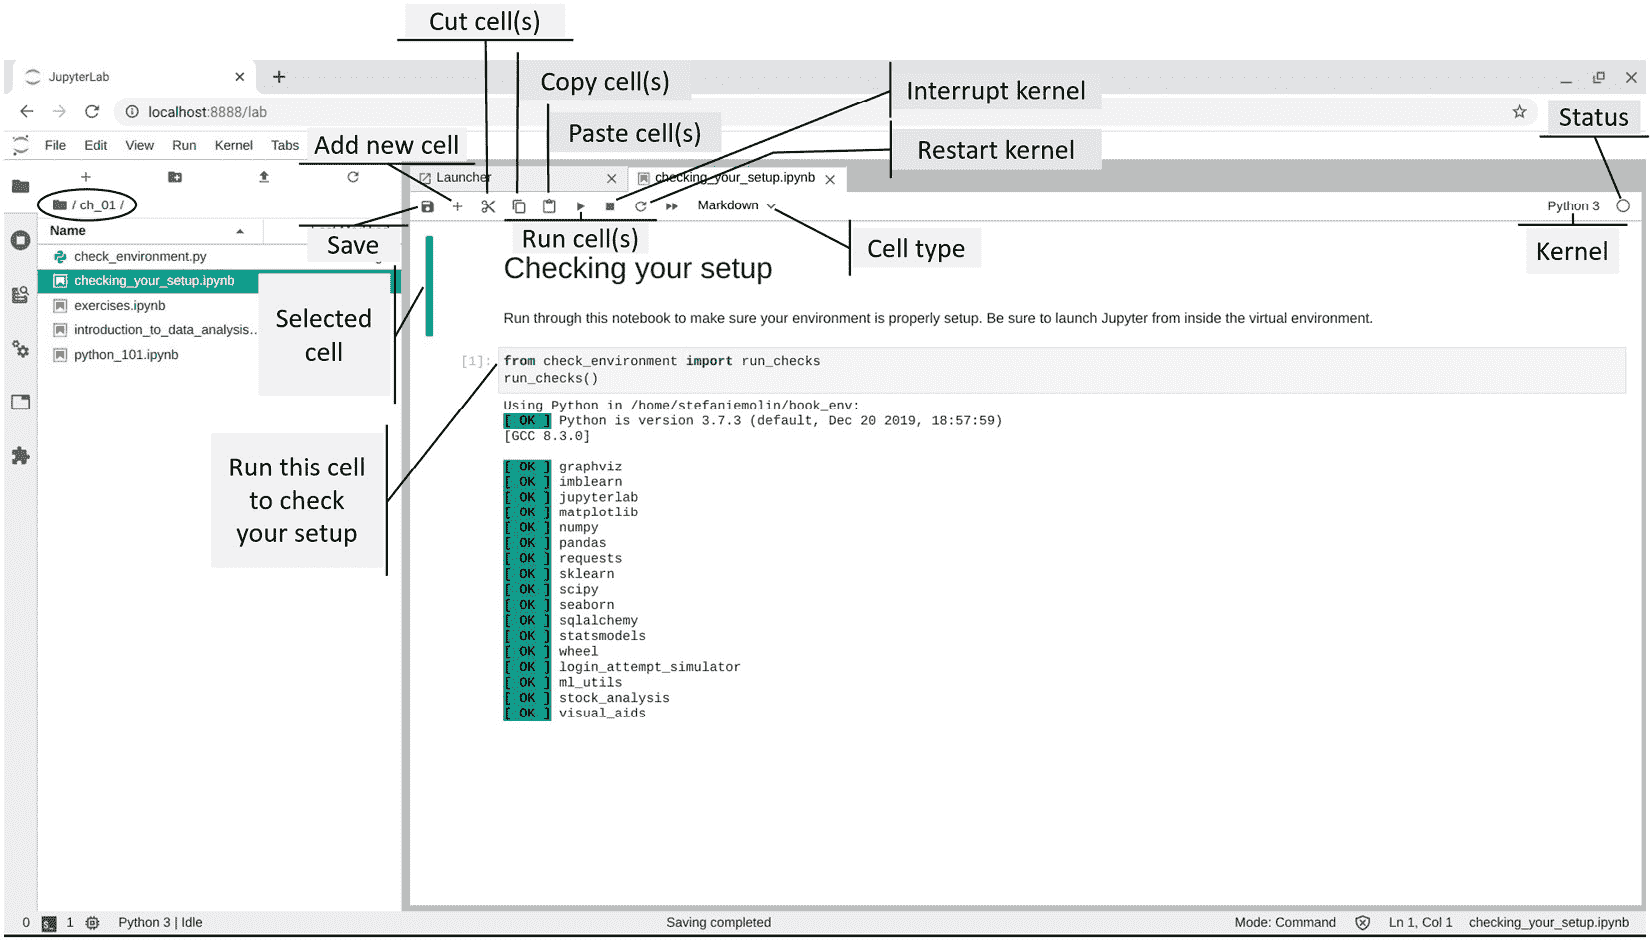 Cut cell(s)
Copy cell(s)
Interrupt kernel
Paste cell(s)
Restart kernel
Add new cell
Status
JupyterLab
localhost:8888/lab
File Edit View Run Kernel Tabs
Launcher
checking_your_setup.ipynb
/ ch_01 /
Markdown
Python 3
Name
Save
Run cell(s)
Cell type
Kernel
check_environment.py
checking_your_setup.ipynb
exercises.ipynb
introduction_to_data_analysis...
python_101.ipynb
Selected
cell
Run this cell
to check
your setup
Checking your setup
Run through this notebook to make sure your environment is properly setup. Be sure to launch Jupyter from inside the virtual environment.
[1]: from check_environment import run_checks
run_checks()
Using Python in /home/stefaniemolin/book_env:
[ OK ] Python is version 3.7.3 (default, Dec 20 2019, 18:57:59)
[GCC 8.3.0]
[ OK ] graphviz
[ OK ] imblearn
[ OK ] jupyterlab
[ OK ] matplotlib
[ OK ] numpy
[ OK ] pandas
[ OK ] requests
[ OK ] sklearn
[ OK ] scipy
[ OK ] seaborn
[ OK ] sqlalchemy
[ OK ] statsmodels
[ OK ] wheel
[ OK ] login_attempt_simulator
[ OK ] ml_utils
[ OK ] stock_analysis
[ OK ] visual_aids
0 1 Python 3 | Idle Saving completed Mode: Command Ln 1, Col 1 checking_your_setup.ipynb